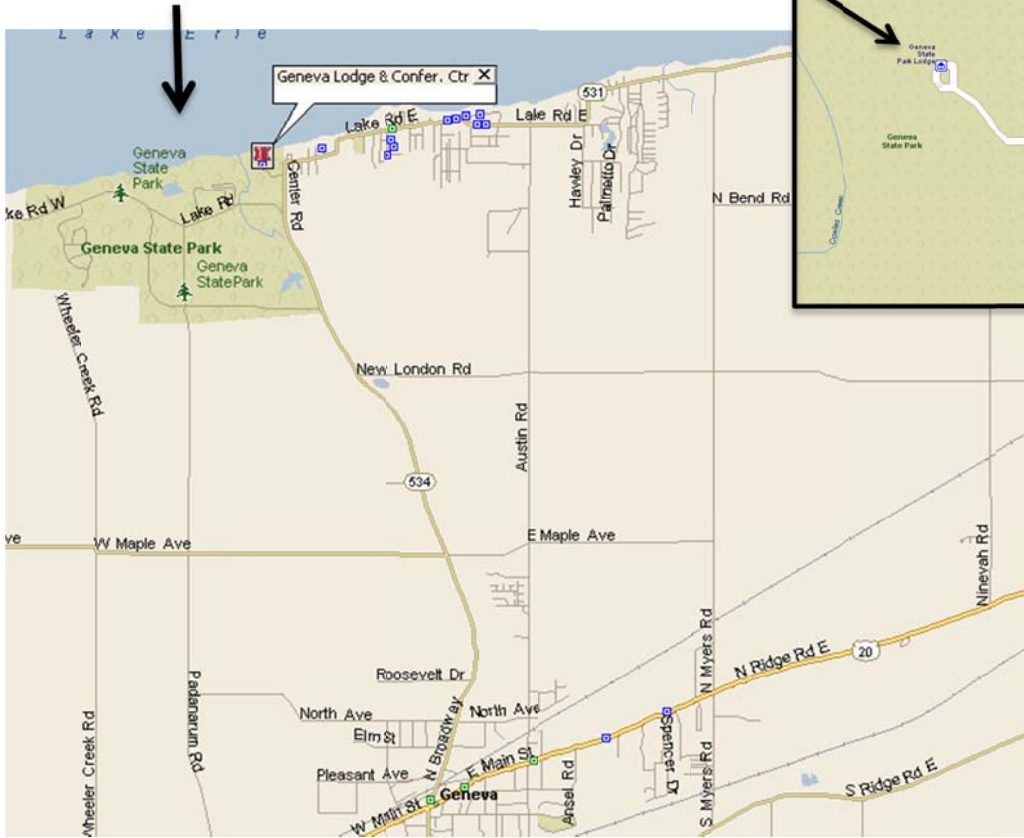 Lake Erie
Geneva Lodge & Confer. Ctr
531
Lake Rd E
Lake Rd E
Geneva
State
Park
Hawley Dr
Palmetto Dr
N Bend Rd
Center Rd
ke Rd W
Lake Rd
Geneva State Park
Geneva
State Park
Wheeler Creek Rd
New London Rd
Austin Rd
534
ve
W Maple Ave
E Maple Ave
Ninevah Rd
N Myers Rd
N Ridge Rd E
20
Roosevelt Dr
Padanarum Rd
North Ave
North Ave
Elm St
N Broadway
Spencer Dr
Wheeler Creek Rd
Pleasant Ave
E Main St
Ansel Rd
S Myers Rd
S Ridge Rd E
Geneva
W Main St
Geneva
State
Park Lodge
Geneva
State Park
Cowles Creek